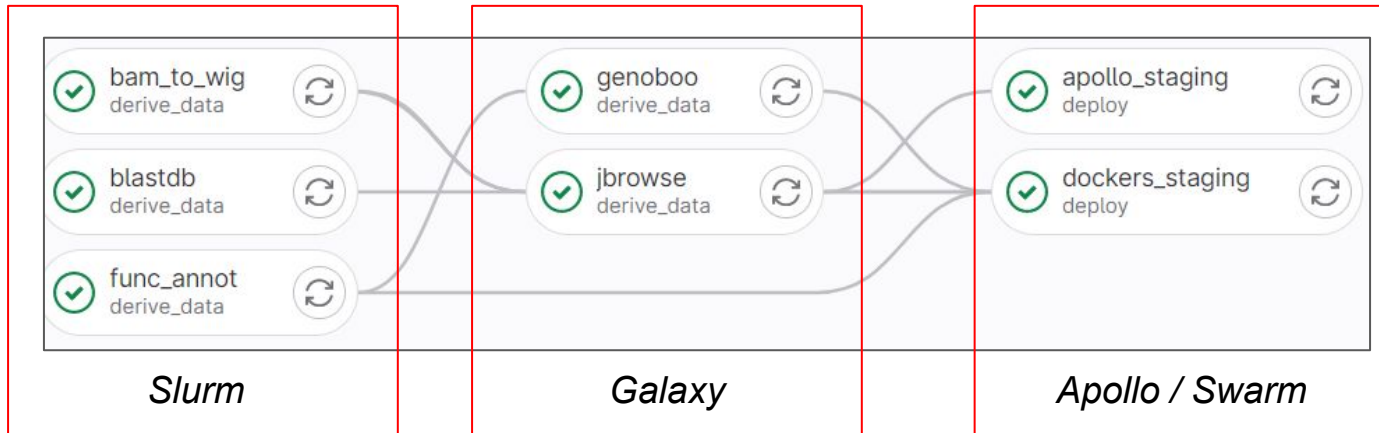 bam_to_wig
derive_data
blastdb
derive_data
func_annot
derive_data
Slurm
genoboo
derive_data
jbrowse
derive_data
Galaxy
apollo_staging
deploy
dockers_staging
deploy
Apollo / Swarm